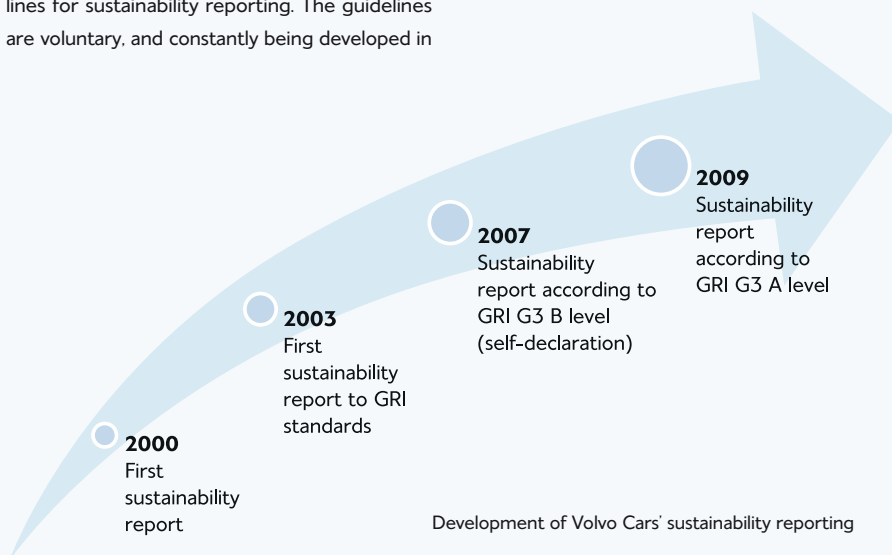 lines for sustainability reporting. The guidelines
are voluntary, and constantly being developed in
2009
Sustainability
report
according to
GRI G3 A level
2007
Sustainability
report according to
GRI G3 B level
(self-declaration)
2003
First
sustainability
report to GRI
standards
2000
First
sustainability
report
Development of Volvo Cars' sustainability reporting